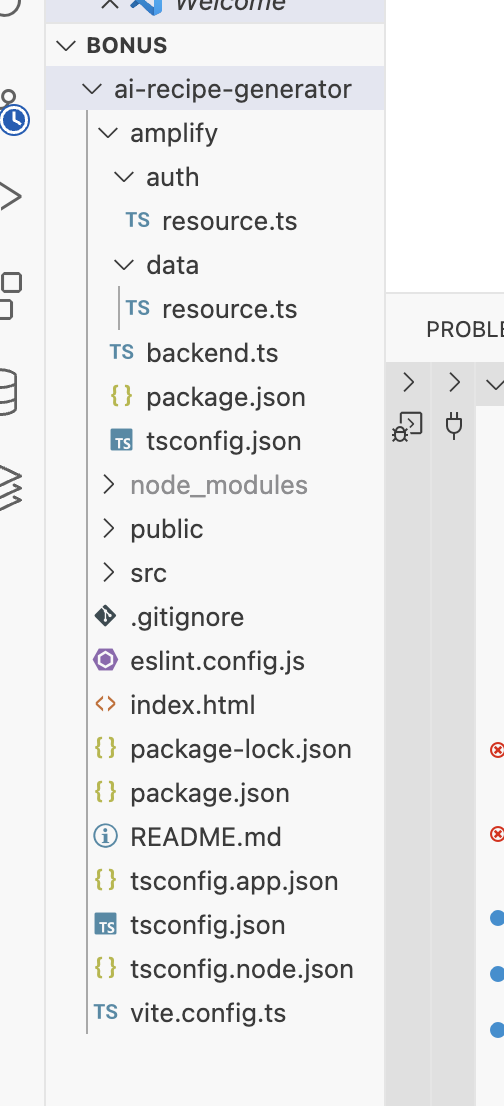 Welcome
BONUS
ai-recipe-generator
amplify
auth
TS resource.ts
data
TS resource.ts
TS backend.ts
{} package.json
TS tsconfig.json
node_modules
public
src
.gitignore
eslint.config.js
<> index.html
{} package-lock.json
{} package.json
README.md
{} tsconfig.app.json
TS tsconfig.json
{} tsconfig.node.json
TS vite.config.ts
PROBLE